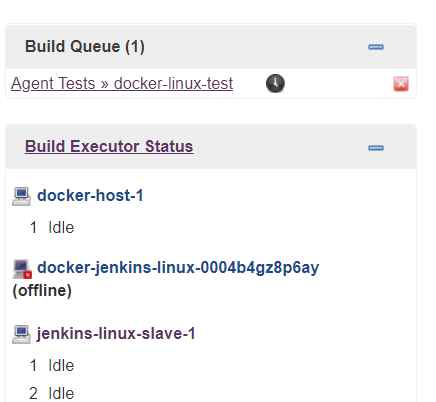 Build Queue (1)
Agent Tests » docker-linux-test
Build Executor Status
docker-host-1
1 Idle
docker-jenkins-linux-0004b4gz8p6ay
(offline)
jenkins-linux-slave-1
1 Idle
2 Idle